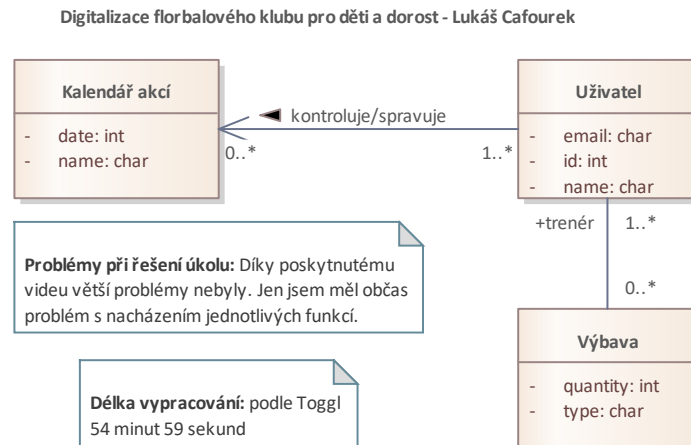 Digitalizace florbalového klubu pro děti a dorost - Lukáš Cafourek
Kalendář akcí
- date: int
- name: char
kontroluje/spravuje
0..*
1..*
Uživatel
- email: char
- id: int
- name: char
+trenér
1..*
0..*
Výbava
- quantity: int
- type: char
Problémy při řešení úkolu: Díky poskytnutému
videu větší problémy nebyly. Jen jsem měl občas
problém s nacházením jednotlivých funkcí.
Délka vypracování: podle Toggl
54 minut 59 sekund